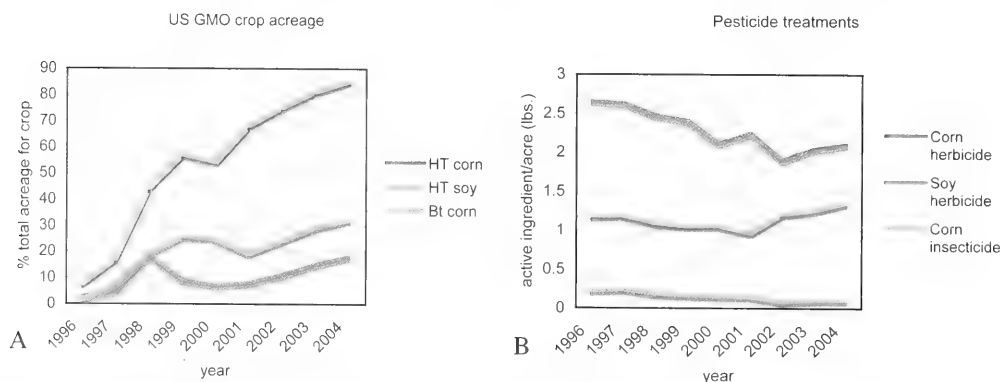 US GMO crop acreage
90
80
70
60
50
40
30
20
10
0
% total acreage for crop
1996
1997
1998
1999
2000
2001
2002
2003
2004
year
HT corn
HT soy
Bt corn
A
Pesticide treatments
3
2.5
2
1.5
1
0.5
0
active ingredient/acre (lbs.)
1996
1997
1998
1999
2000
2001
2002
2003
2004
year
Corn
herbicide
Soy
herbicide
Corn
insecticide
B